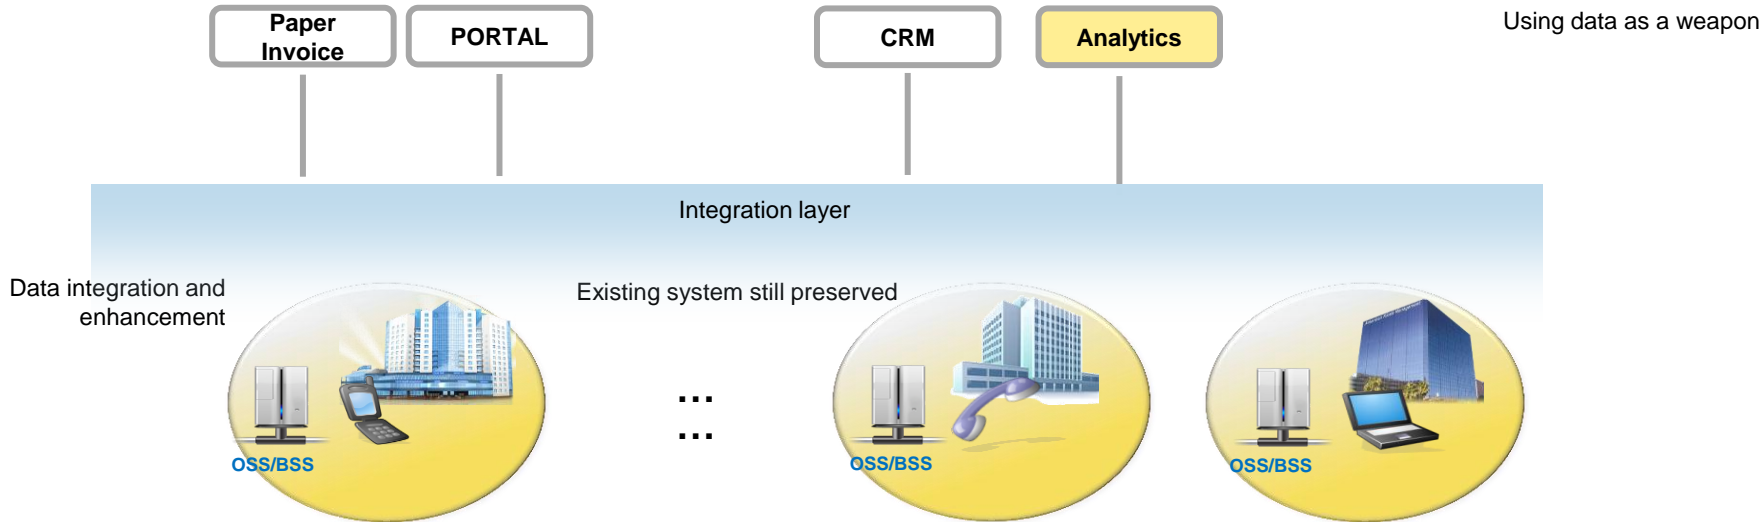 Paper
Invoice
PORTAL
CRM
Analytics
Using data as a weapon
Integration layer
Data integration and
enhancement
Existing system still preserved
...
...
OSS/BSS
OSS/BSS
OSS/BSS